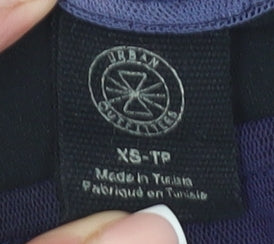 URBAN
OUTFITTERS
XS-TP
Made in Tunisia
Fabriqué en Tunisie